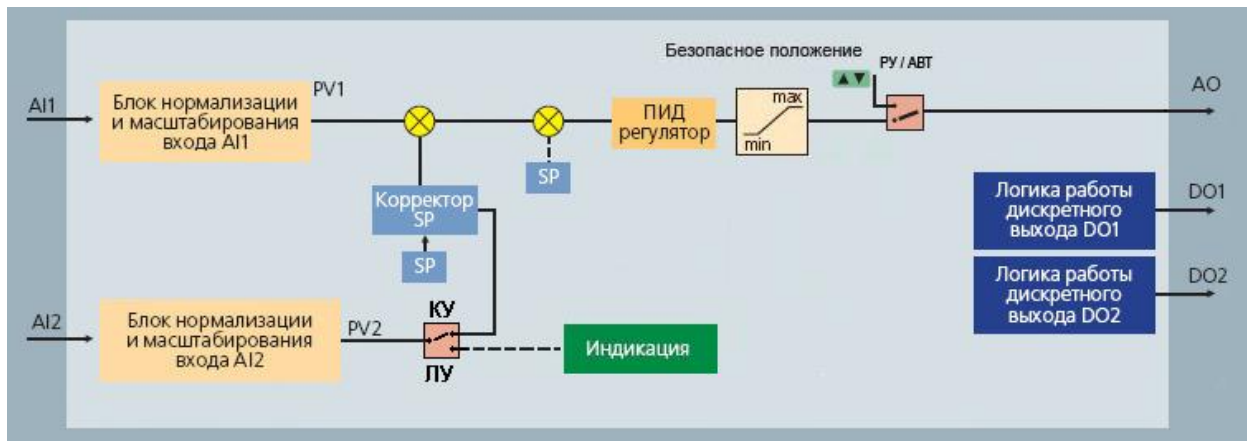 Безопасное положение
РУ / АВТ
AI1
Блок нормализации
и масштабирования
входа AI1
PV1
ПИД
регулятор
max
min
AO
SP
Корректор
SP
SP
Логика работы
дискретного
выхода DO1
DO1
Логика работы
дискретного
выхода DO2
DO2
AI2
Блок нормализации
и масштабирования
входа AI2
PV2
КУ
ЛУ
Индикация